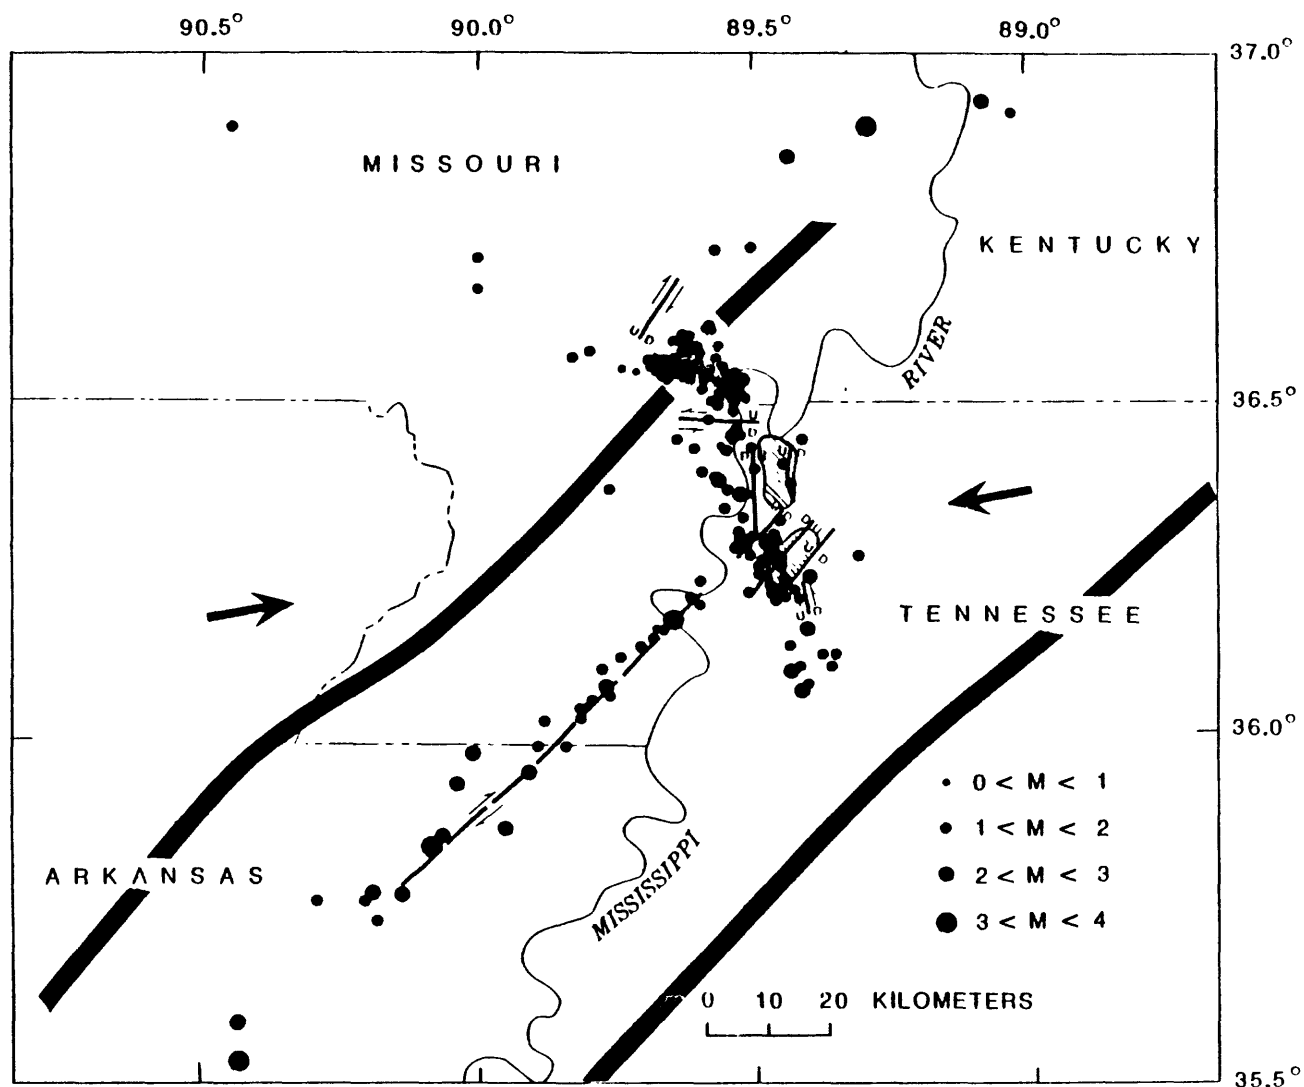 90.5° 90.0° 89.5° 89.0°
37.0°
MISSOURI
KENTUCKY
RIVER
U D
36.5°
U
D
TENNESSEE
D
U
36.0°
0 < M < 1
1 < M < 2
ARKANSAS
2 < M < 3
MISSISSIPPI
3 < M < 4
0 10 20 KILOMETERS
35.5°